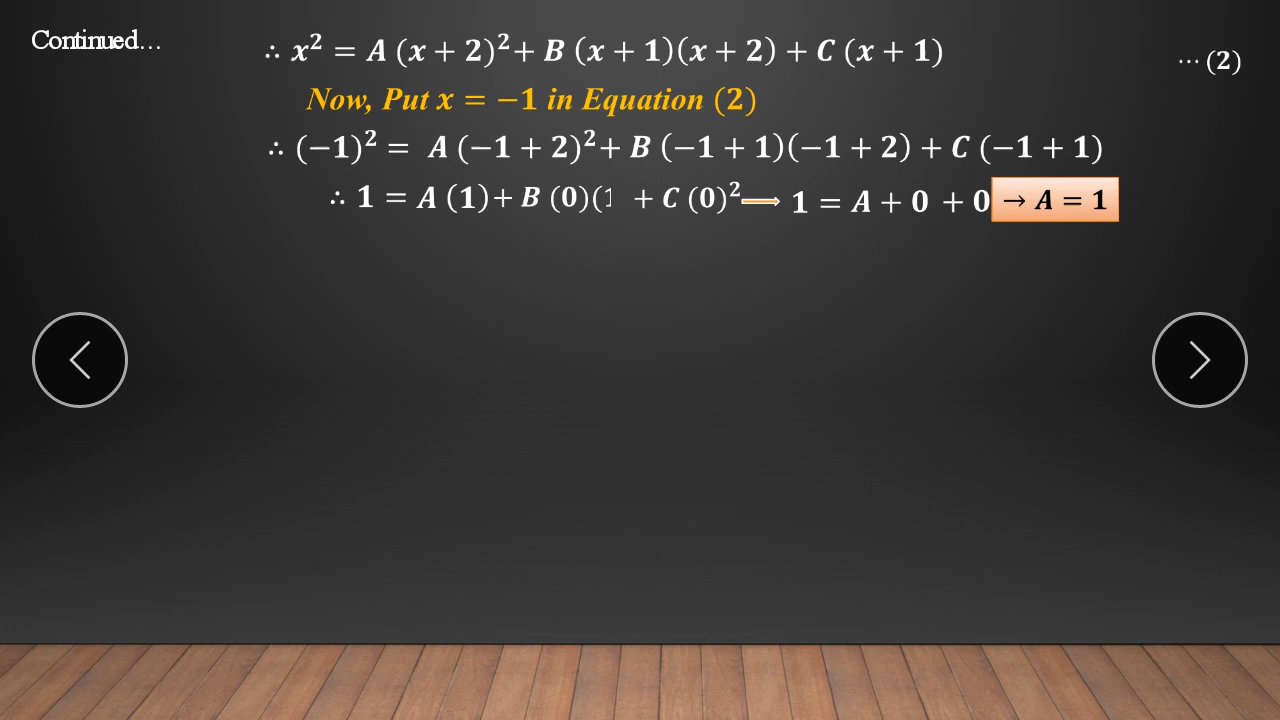 Continued…
∴ x² = A (x + 2)²+ B (x + 1)(x + 2) + C (x + 1) ⋯ (2)
Now, Put x = −1 in Equation (2)
∴ (−1)² = A (−1 + 2)²+ B (−1 + 1)(−1 + 2) + C (−1 + 1)
∴ 1 = A (1)+ B (0)(1 + C (0)² ⟹ 1 = A + 0 + 0 → A = 1